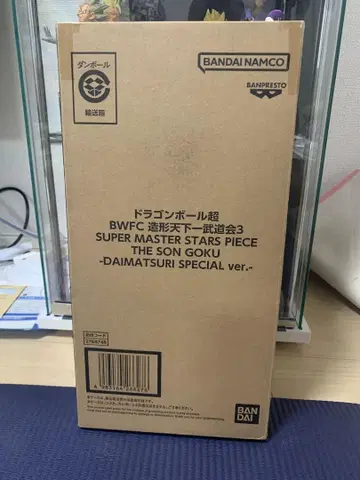 ダンボール
輸送箱
BANDAI NAMCO
BANPRESTO
ドラゴンボール超
BWFC 造形天下一武道会3
SUPER MASTER STARS PIECE
THE SON GOKU
-DAIMATSURI SPECIAL ver.-
BAN
DAI